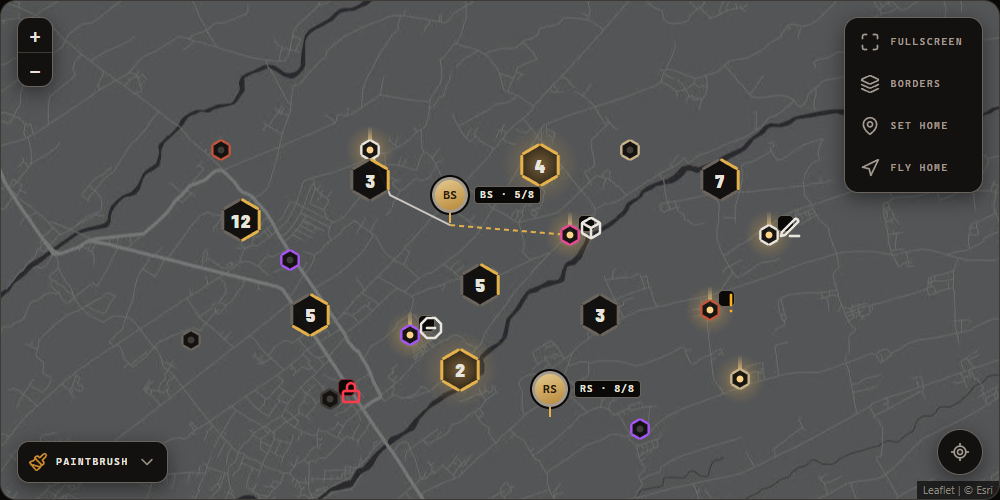 +
−
FULLSCREEN
BORDERS
SET HOME
FLY HOME
4
3
7
BS
BS · 5/8
12
5
5
3
!
2
RS
RS · 8/8
PAINTBRUSH
Leaflet | © Esri